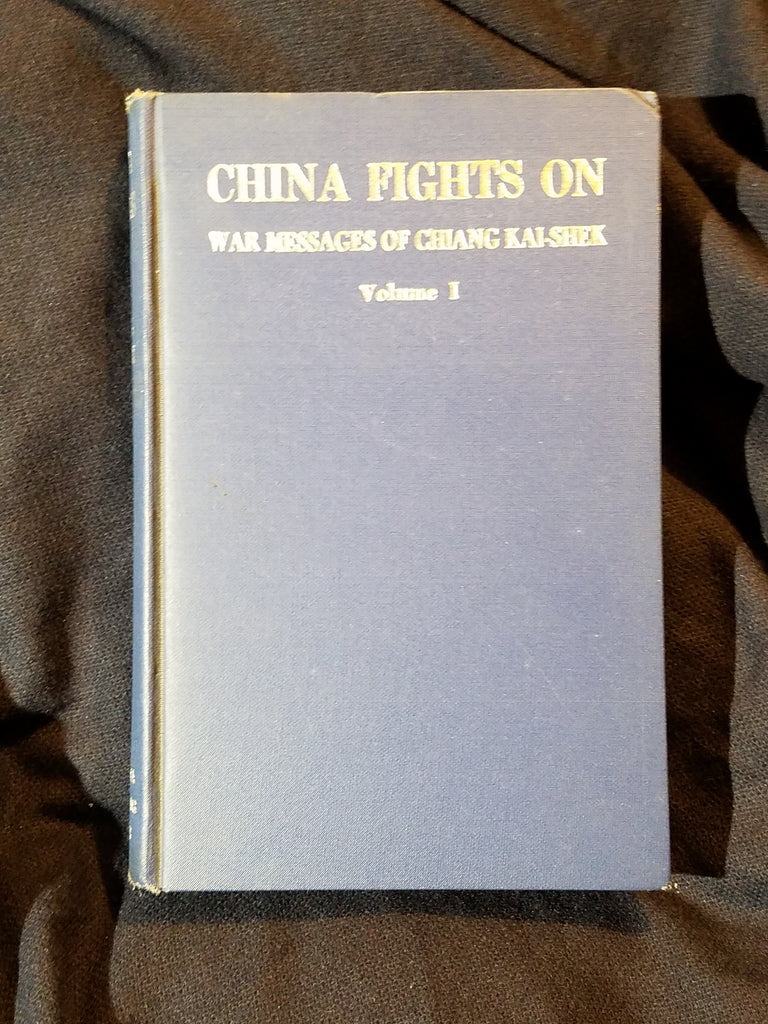 CHINA FIGHTS ON
WAR MESSAGES OF CHIANG KAI-SHEK
Volume I